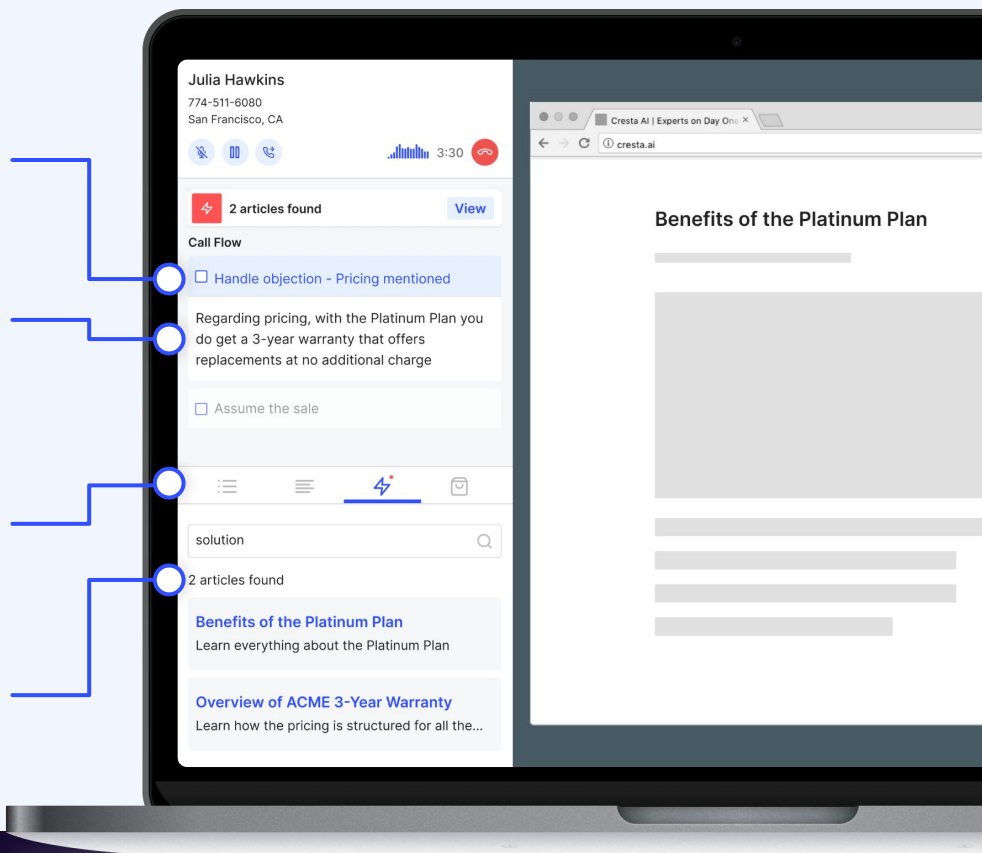 Julia Hawkins
774-511-6080
San Francisco, CA
3:30
2 articles found
View
Call Flow
Handle objection - Pricing mentioned
Regarding pricing, with the Platinum Plan you
do get a 3-year warranty that offers
replacements at no additional charge
Assume the sale
solution
2 articles found
Benefits of the Platinum Plan
Learn everything about the Platinum Plan
Overview of ACME 3-Year Warranty
Learn how the pricing is structured for all the...
Cresta AI | Experts on Day One
cresta.ai
Benefits of the Platinum Plan